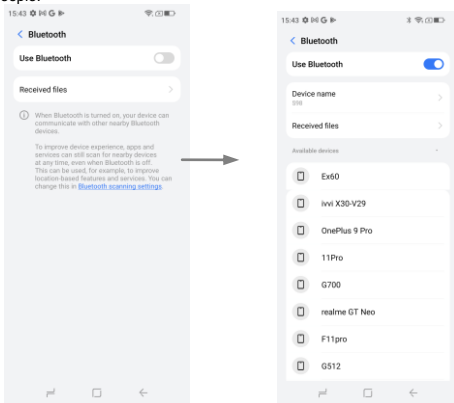 15:43
Bluetooth
Use Bluetooth
Received files
When Bluetooth is turned on, your device can
communicate with other nearby Bluetooth
devices.
To improve device experience, apps and
services can still scan for nearby devices
at any time, even when Bluetooth is off.
This can be used, for example, to improve
location-based features and services. You can
change this in Bluetooth scanning settings.
15:43
Bluetooth
Use Bluetooth
Device name
S98
Received files
Available devices
Ex60
ivvi X30-V29
OnePlus 9 Pro
11Pro
G700
realme GT Neo
F11pro
G512